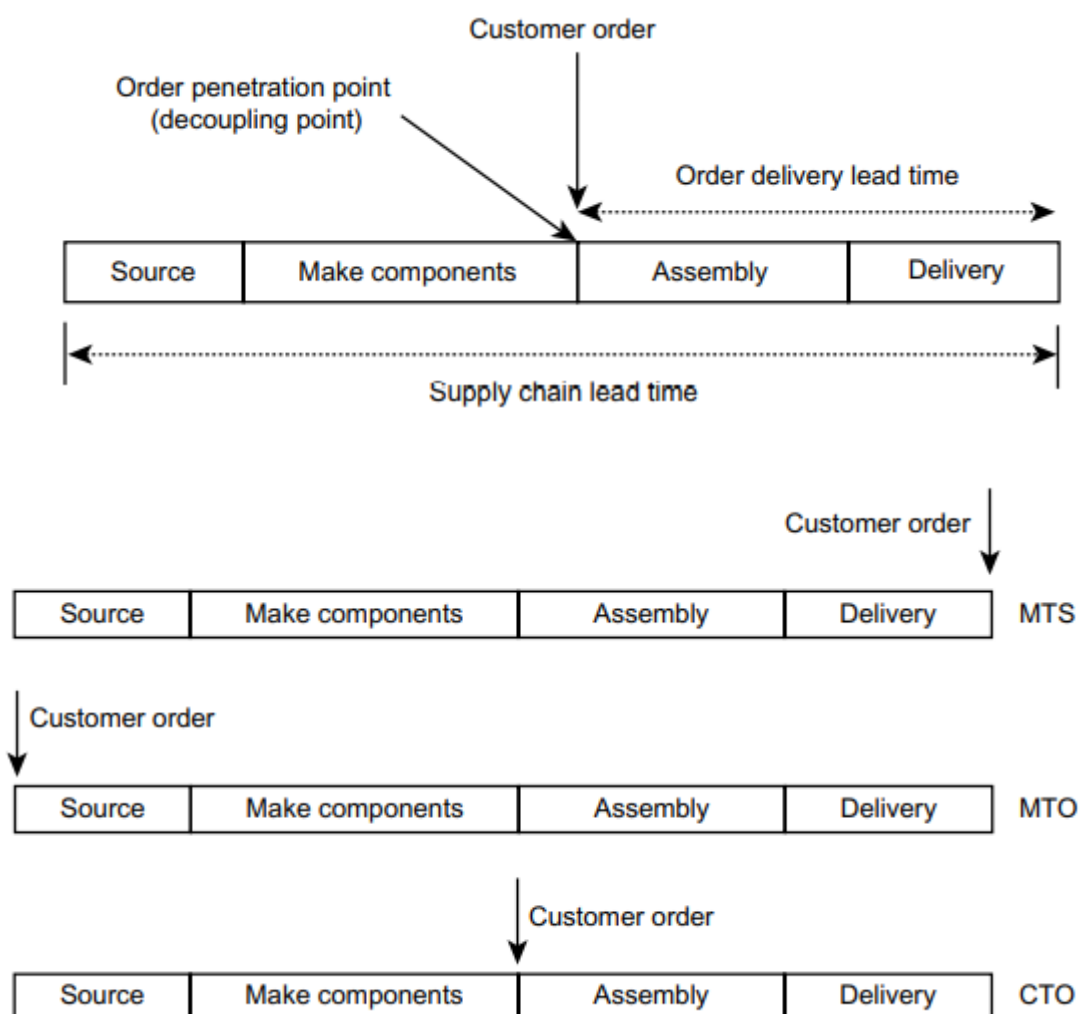 Customer order
Order penetration point
(decoupling point)
Order delivery lead time
Source
Make components
Assembly
Delivery
Supply chain lead time
Customer order
Source
Make components
Assembly
Delivery
MTS
Customer order
Source
Make components
Assembly
Delivery
MTO
Customer order
Source
Make components
Assembly
Delivery
CTO